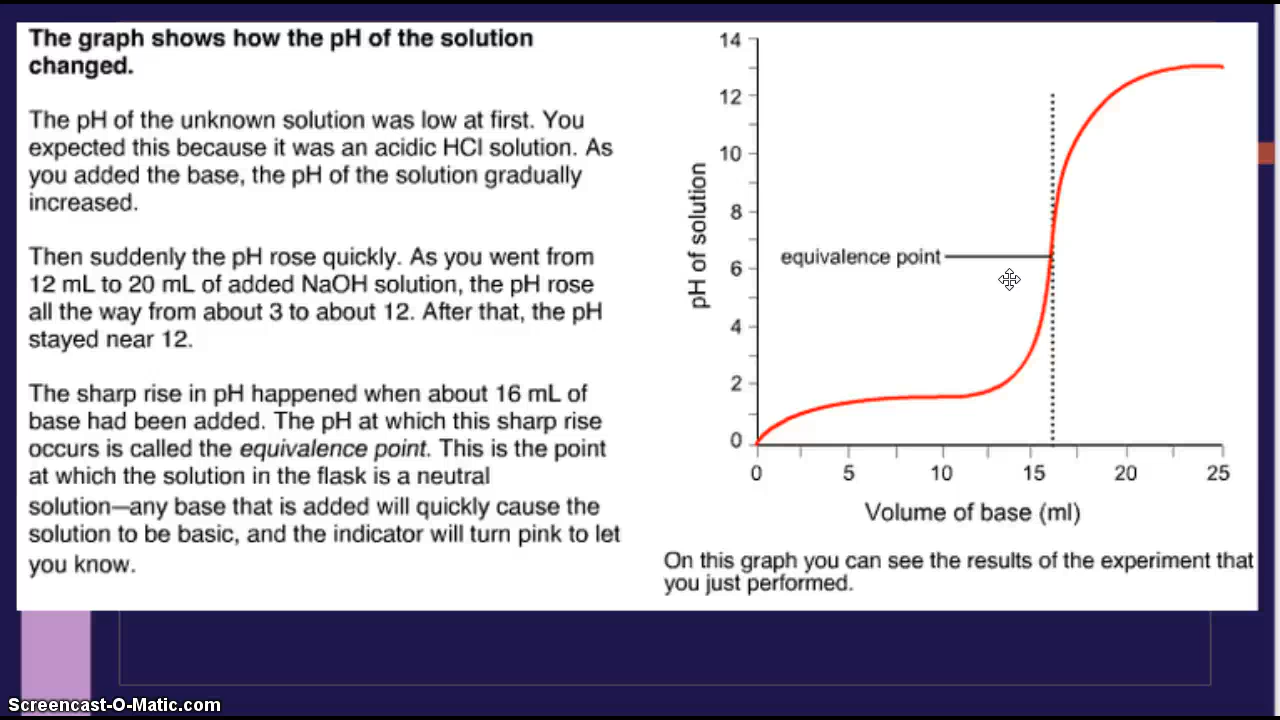 The graph shows how the pH of the solution
changed.
The pH of the unknown solution was low at first. You
expected this because it was an acidic HCl solution. As
you added the base, the pH of the solution gradually
increased.
Then suddenly the pH rose quickly. As you went from
12 mL to 20 mL of added NaOH solution, the pH rose
all the way from about 3 to about 12. After that, the pH
stayed near 12.
The sharp rise in pH happened when about 16 mL of
base had been added. The pH at which this sharp rise
occurs is called the equivalence point. This is the point
at which the solution in the flask is a neutral
solution—any base that is added will quickly cause the
solution to be basic, and the indicator will turn pink to let
you know.
pH of solution
14
12
10
8
6
4
2
0
equivalence point
0 5 10 15 20 25
Volume of base (ml)
On this graph you can see the results of the experiment that
you just performed.
Screencast-O-Matic.com